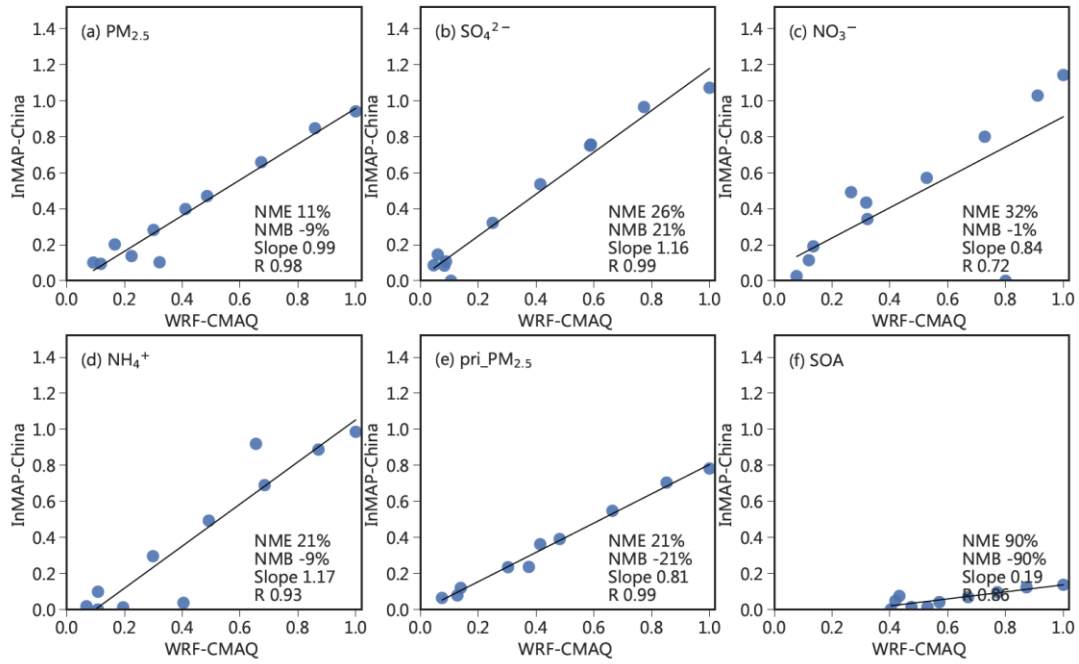 (a) PM₂.₅
1.4
1.2
1.0
0.8
0.6
0.4
0.2
0.0
InMAP-China
NME 11%
NMB -9%
Slope 0.99
R 0.98
0.0 0.2 0.4 0.6 0.8 1.0
WRF-CMAQ
(b) SO₄²⁻
1.4
1.2
1.0
0.8
0.6
0.4
0.2
0.0
InMAP-China
NME 26%
NMB 21%
Slope 1.16
R 0.99
0.0 0.2 0.4 0.6 0.8 1.0
WRF-CMAQ
(c) NO₃⁻
1.4
1.2
1.0
0.8
0.6
0.4
0.2
0.0
InMAP-China
NME 32%
NMB -1%
Slope 0.84
R 0.72
0.0 0.2 0.4 0.6 0.8 1.0
WRF-CMAQ
(d) NH₄⁺
1.4
1.2
1.0
0.8
0.6
0.4
0.2
0.0
InMAP-China
NME 21%
NMB -9%
Slope 1.17
R 0.93
0.0 0.2 0.4 0.6 0.8 1.0
WRF-CMAQ
(e) pri_PM₂.₅
1.4
1.2
1.0
0.8
0.6
0.4
0.2
0.0
InMAP-China
NME 21%
NMB -21%
Slope 0.81
R 0.99
0.0 0.2 0.4 0.6 0.8 1.0
WRF-CMAQ
(f) SOA
1.4
1.2
1.0
0.8
0.6
0.4
0.2
0.0
InMAP-China
NME 90%
NMB -90%
Slope 0.19
R
0.0 0.2 0.4 0.6 0.8 1.0
WRF-CMAQ